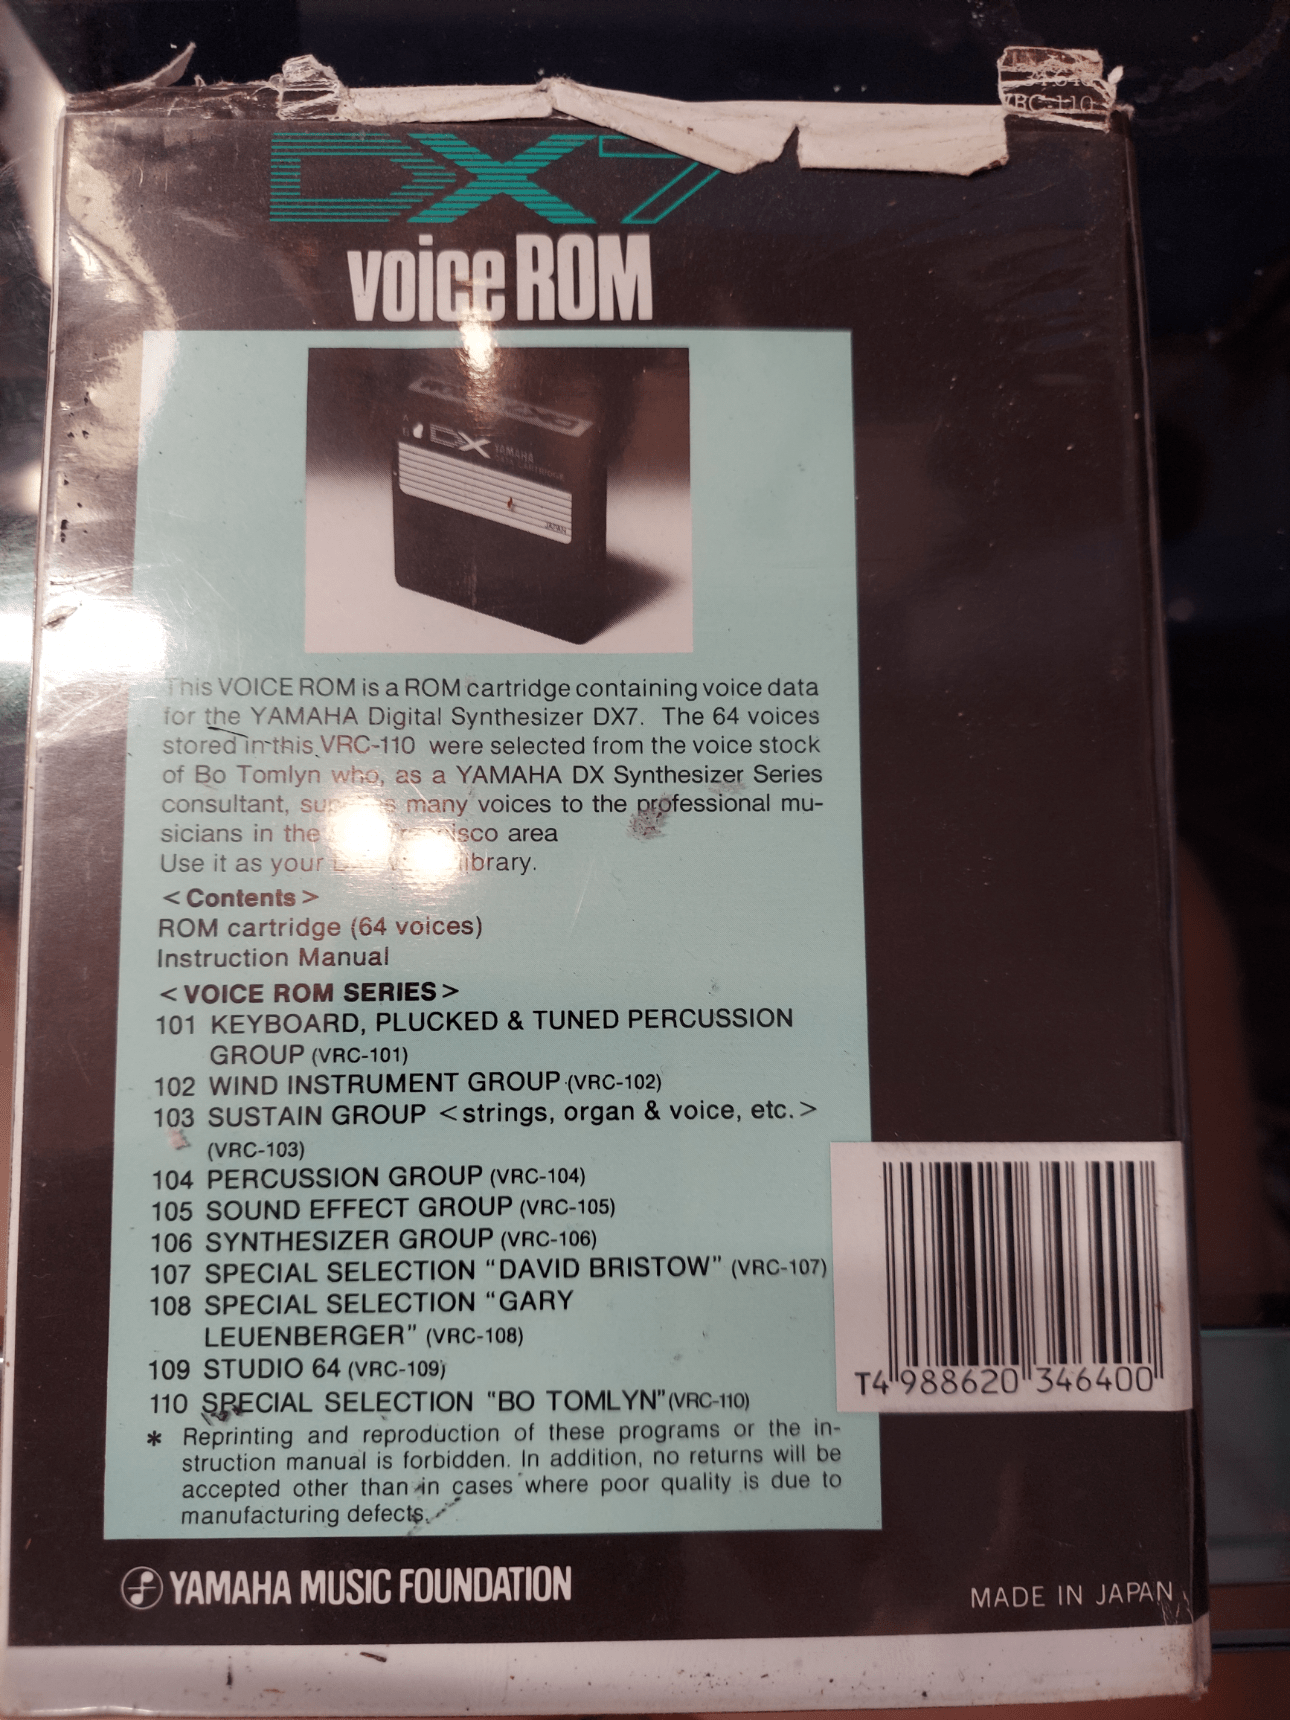 VRC-110
DX7
voice ROM
DX YAMAHA
JAPAN
This VOICE ROM is a ROM cartridge containing voice data
for the YAMAHA Digital Synthesizer DX7. The 64 voices
stored in this VRC-110 were selected from the voice stock
of Bo Tomlyn who, as a YAMAHA DX Synthesizer Series
consultant, many voices to the professional mu-
sicians in the area
Use it as your library.
< Contents >
ROM cartridge (64 voices)
Instruction Manual
< VOICE ROM SERIES >
101 KEYBOARD, PLUCKED & TUNED PERCUSSION
GROUP (VRC-101)
102 WIND INSTRUMENT GROUP (VRC-102)
103 SUSTAIN GROUP < strings, organ & voice, etc. >
(VRC-103)
104 PERCUSSION GROUP (VRC-104)
105 SOUND EFFECT GROUP (VRC-105)
106 SYNTHESIZER GROUP (VRC-106)
107 SPECIAL SELECTION "DAVID BRISTOW" (VRC-107)
108 SPECIAL SELECTION "GARY
LEUENBERGER" (VRC-108)
109 STUDIO 64 (VRC-109)
110 SPECIAL SELECTION "BO TOMLYN" (VRC-110)
* Reprinting and reproduction of these programs or the in-
struction manual is forbidden. In addition, no returns will be
accepted other than in cases where poor quality is due to
manufacturing defects.
T4 988620 346400
YAMAHA MUSIC FOUNDATION
MADE IN JAPAN